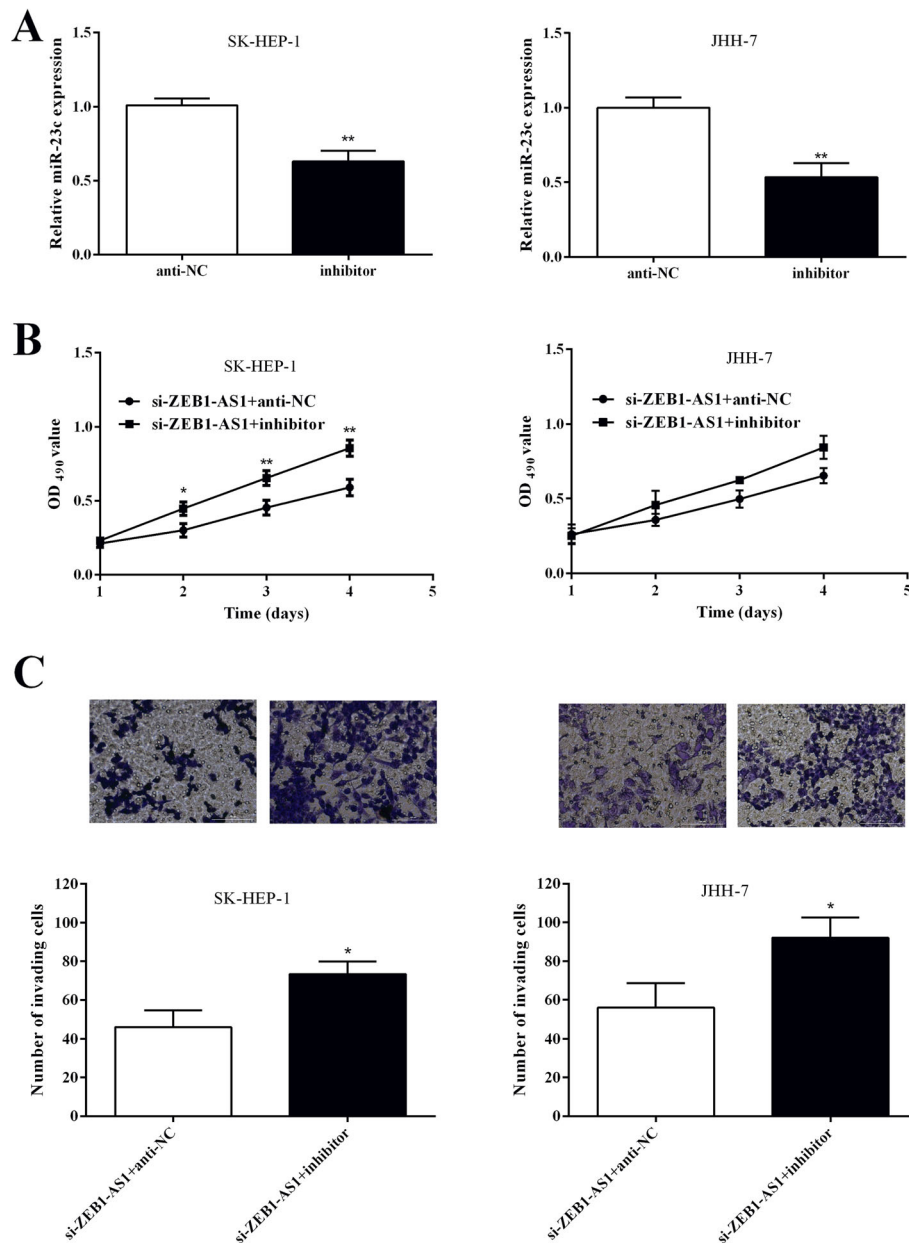 A
SK-HEP-1
Relative miR-23c expression
1.5
1.0
0.5
0.0
**
anti-NC
inhibitor
JHH-7
Relative miR-23c expression
1.5
1.0
0.5
0.0
**
anti-NC
inhibitor
B
SK-HEP-1
OD490 value
1.5
1.0
0.5
0.0
si-ZEB1-AS1+anti-NC
si-ZEB1-AS1+inhibitor
*
**
**
1 2 3 4 5
Time (days)
JHH-7
OD490 value
1.5
1.0
0.5
0.0
si-ZEB1-AS1+anti-NC
si-ZEB1-AS1+inhibitor
1 2 3 4 5
Time (days)
C
SK-HEP-1
Number of invading cells
120
100
80
60
40
20
0
*
si-ZEB1-AS1+anti-NC
si-ZEB1-AS1+inhibitor
JHH-7
Number of invading cells
120
100
80
60
40
20
0
*
si-ZEB1-AS1+anti-NC
si-ZEB1-AS1+inhibitor